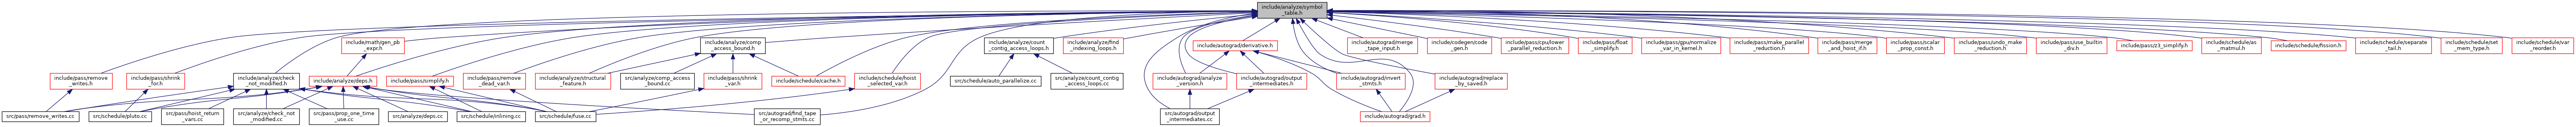 include/analyze/symbol
_table.h
include/math/gen_pb
_expr.h
include/analyze/comp
_access_bound.h
include/analyze/count
_contig_access_loops.h
include/analyze/find
_indexing_loops.h
include/autograd/derivative.h
include/autograd/merge
_tape_input.h
include/codegen/code
_gen.h
include/pass/cpu/lower
_parallel_reduction.h
include/pass/float
_simplify.h
include/pass/gpu/normalize
_var_in_kernel.h
include/pass/make_parallel
_reduction.h
include/pass/merge
_and_hoist_if.h
include/pass/scalar
_prop_const.h
include/pass/undo_make
_reduction.h
include/pass/use_builtin
_div.h
include/pass/z3_simplify.h
include/schedule/as
_matmul.h
include/schedule/fission.h
include/schedule/separate
_tail.h
include/schedule/set
_mem_type.h
include/schedule/var
_reorder.h
include/pass/remove
_writes.h
include/pass/shrink
_for.h
include/analyze/check
_not_modified.h
include/analyze/deps.h
include/pass/simplify.h
include/pass/remove
_dead_var.h
include/analyze/structural
_feature.h
src/analyze/comp_access
_bound.cc
include/pass/shrink
_var.h
include/schedule/cache.h
include/schedule/hoist
_selected_var.h
src/schedule/auto_parallelize.cc
src/analyze/count_contig
_access_loops.cc
include/autograd/analyze
_version.h
include/autograd/output
_intermediates.h
include/autograd/invert
_stmts.h
include/autograd/replace
_by_saved.h
src/pass/remove_writes.cc
src/schedule/pluto.cc
src/pass/hoist_return
_vars.cc
src/analyze/check_not
_modified.cc
src/pass/prop_one_time
_use.cc
src/analyze/deps.cc
src/schedule/inlining.cc
src/schedule/fuse.cc
src/autograd/find_tape
_or_recomp_stmts.cc
src/autograd/output
_intermediates.cc
include/autograd/grad.h